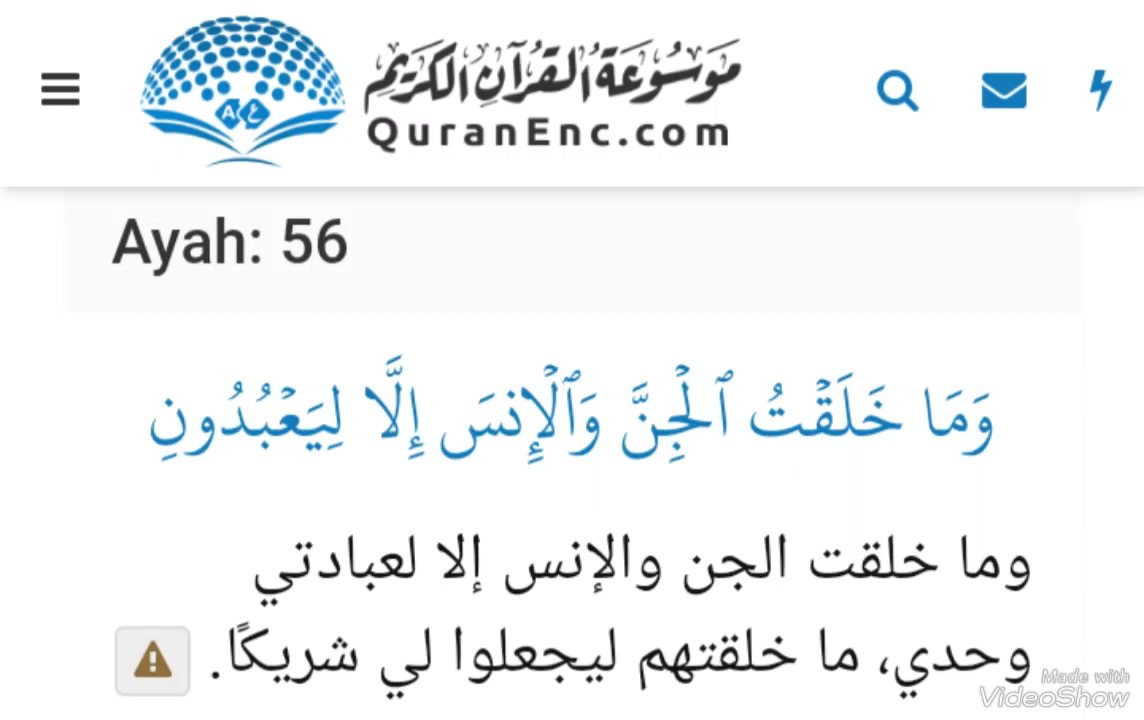 موسوعة القرآن الكريم
QuranEnc.com
Ayah: 56
وَمَا خَلَقۡتُ ٱلۡجِنَّ وَٱلۡإِنسَ إِلَّا لِيَعۡبُدُونِ
وما خلقت الجن والإنس إلا لعبادتي
وحدي، ما خلقتهم ليجعلوا لي شريكًا.
Made with
VideoShow